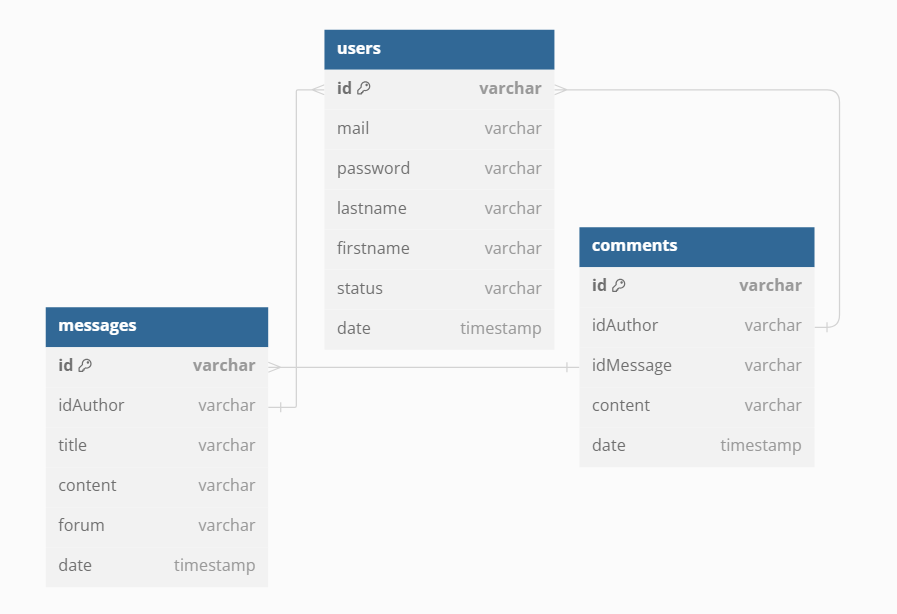 users
id varchar
mail varchar
password varchar
lastname varchar
firstname varchar
status varchar
date timestamp
comments
id varchar
idAuthor varchar
idMessage varchar
content varchar
date timestamp
messages
id varchar
idAuthor varchar
title varchar
content varchar
forum varchar
date timestamp